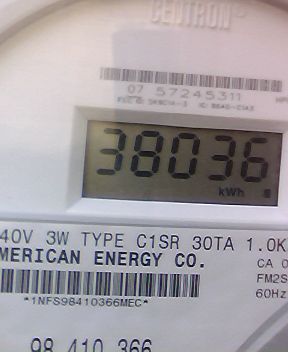 CENTRON
07 57245311
38036
kWh
40V 3W TYPE C1SR 30TA 1.0K
MERICAN ENERGY CO.
CA 0
FM2S
60Hz
*1NFS98410366MEC*
98 410 366